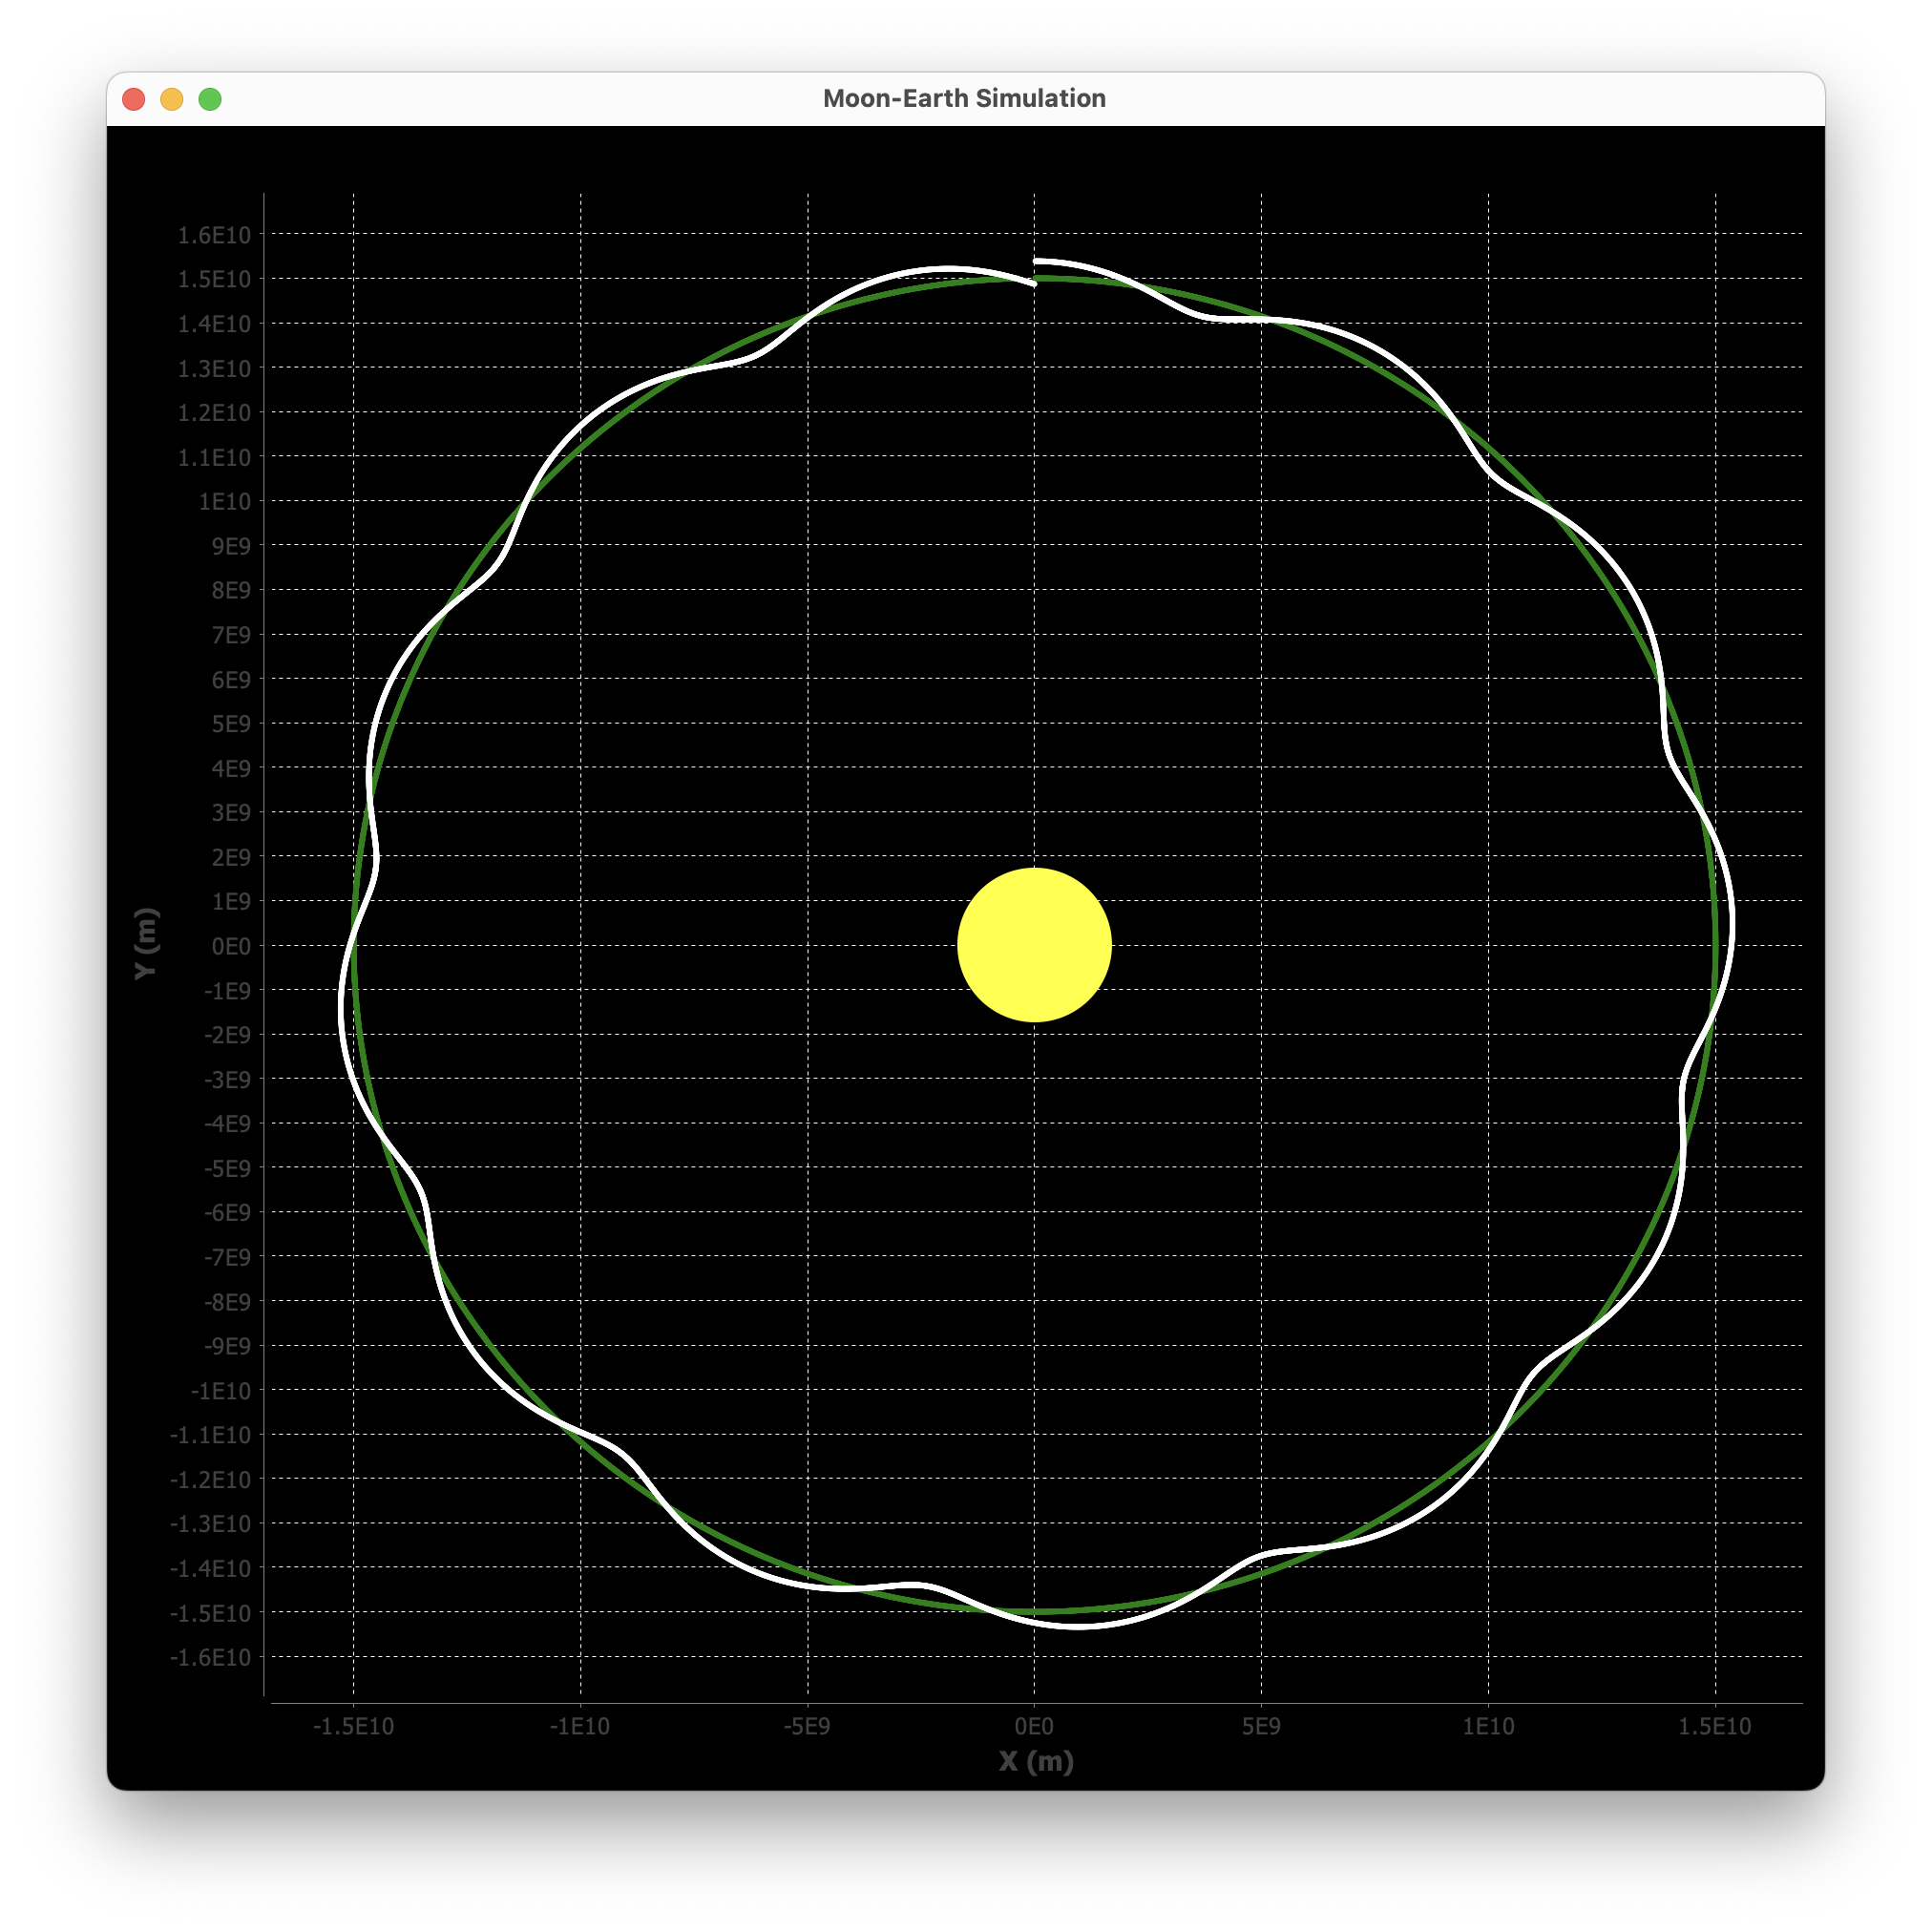 Moon-Earth Simulation
1.6E10
1.5E10
1.4E10
1.3E10
1.2E10
1.1E10
1E10
9E9
8E9
7E9
6E9
5E9
4E9
3E9
2E9
1E9
0E0
-1E9
-2E9
-3E9
-4E9
-5E9
-6E9
-7E9
-8E9
-9E9
-1E10
-1.1E10
-1.2E10
-1.3E10
-1.4E10
-1.5E10
-1.6E10
Y (m)
-1.5E10 -1E10 -5E9 0E0 5E9 1E10 1.5E10
X (m)